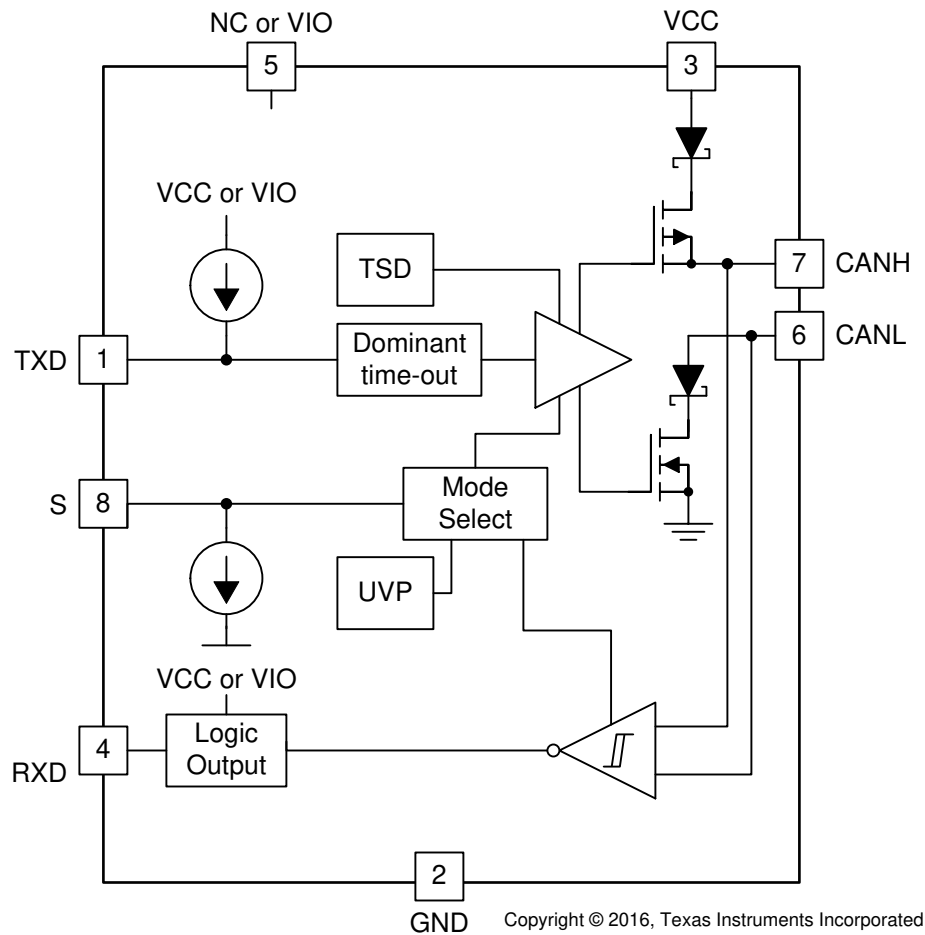 NC or VIO
5
VCC
3
VCC or VIO
TSD
7
CANH
TXD
1
Dominant
time-out
6
CANL
S
8
Mode
Select
UVP
VCC or VIO
RXD
4
Logic
Output
2
GND
Copyright © 2016, Texas Instruments Incorporated